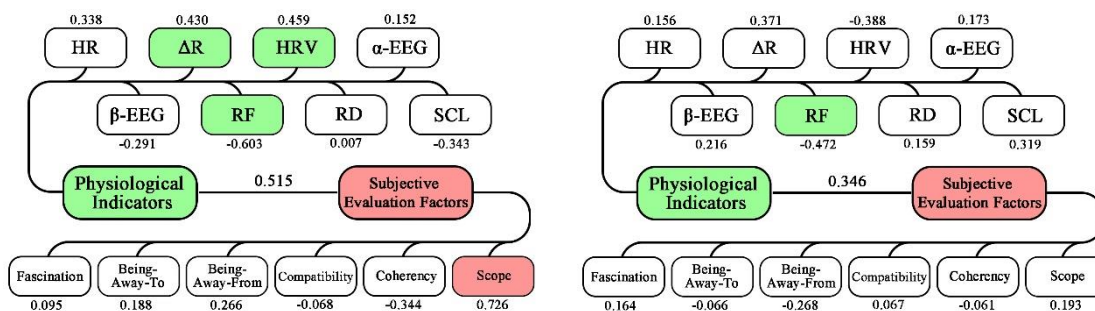 0.338 0.430 0.459 0.152
HR ΔR HRV α-EEG
β-EEG RF RD SCL
-0.291 -0.603 0.007 -0.343
Physiological
Indicators
0.515
Subjective
Evaluation Factors
Fascination
Being-
Away-To
Being-
Away-From
Compatibility
Coherency
Scope
0.095 0.188 0.266 -0.068 -0.344 0.726
0.156 0.371 -0.388 0.173
HR ΔR HRV α-EEG
β-EEG RF RD SCL
0.216 -0.472 0.159 0.319
Physiological
Indicators
0.346
Subjective
Evaluation Factors
Fascination
Being-
Away-To
Being-
Away-From
Compatibility
Coherency
Scope
0.164 -0.066 -0.268 0.067 -0.061 0.193